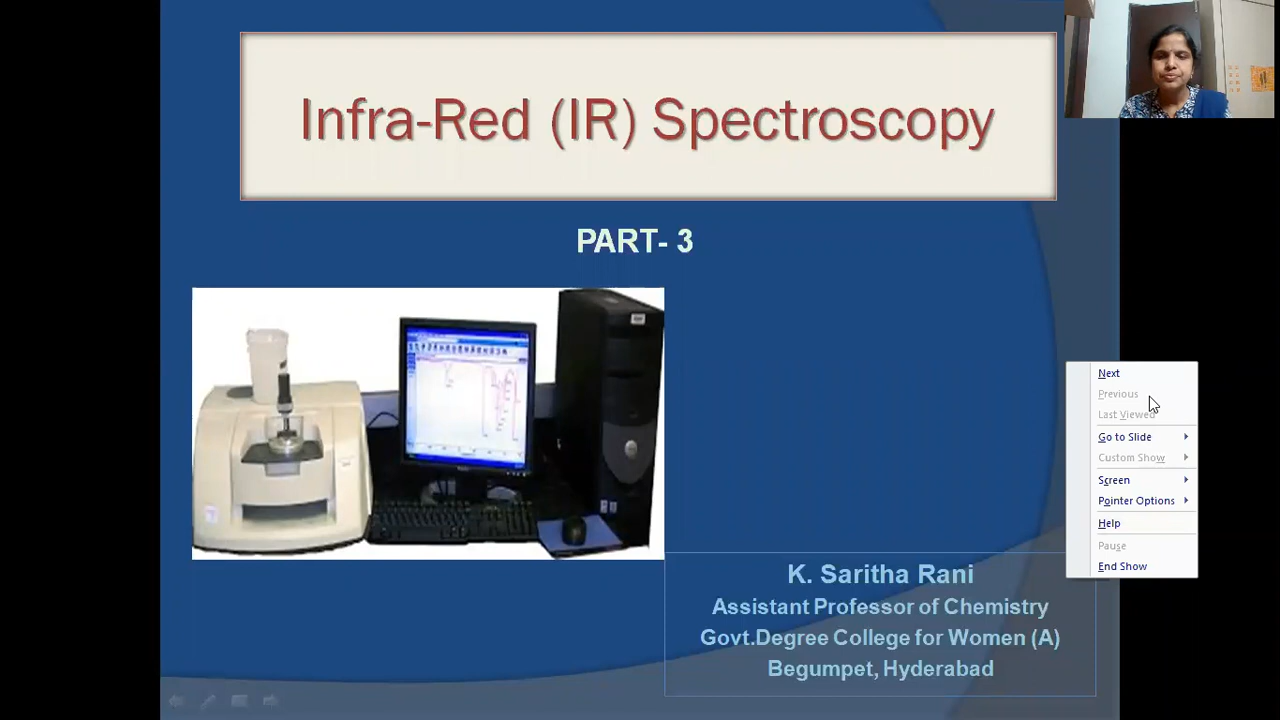 Infra-Red (IR) Spectroscopy
PART- 3
Next
Previous
Last Viewed
Go to Slide
Custom Show
Screen
Pointer Options
Help
Pause
End Show
K. Saritha Rani
Assistant Professor of Chemistry
Govt.Degree College for Women (A)
Begumpet, Hyderabad